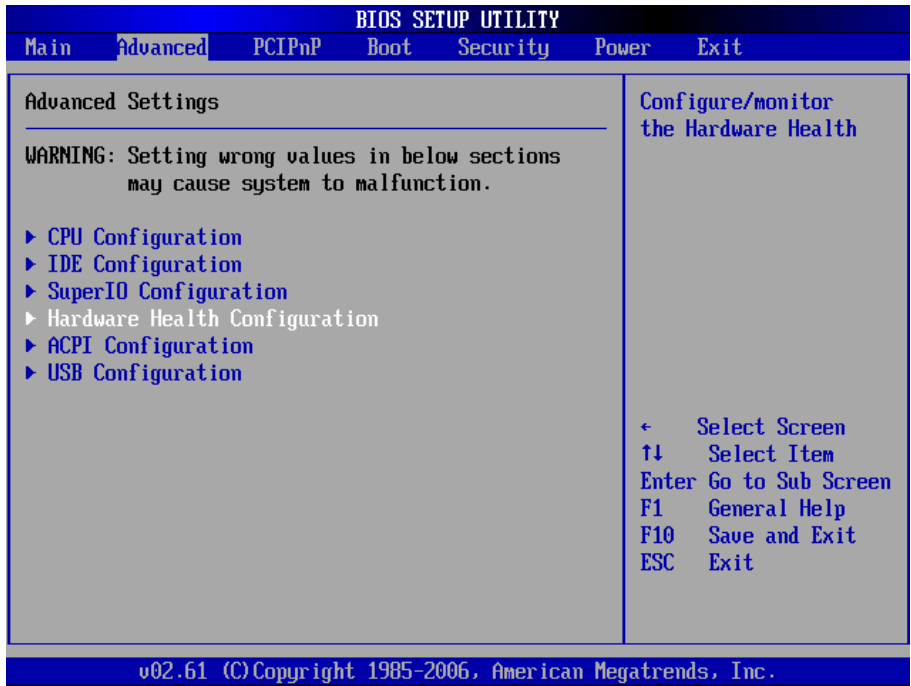 BIOS SETUP UTILITY
Main Advanced PCIPnP Boot Security Power Exit
Advanced Settings
WARNING: Setting wrong values in below sections
may cause system to malfunction.
▶ CPU Configuration
▶ IDE Configuration
▶ SuperIO Configuration
▶ Hardware Health Configuration
▶ ACPI Configuration
▶ USB Configuration
Configure/monitor
the Hardware Health
← Select Screen
↑↓ Select Item
Enter Go to Sub Screen
F1 General Help
F10 Save and Exit
ESC Exit
v02.61 (C)Copyright 1985-2006, American Megatrends, Inc.